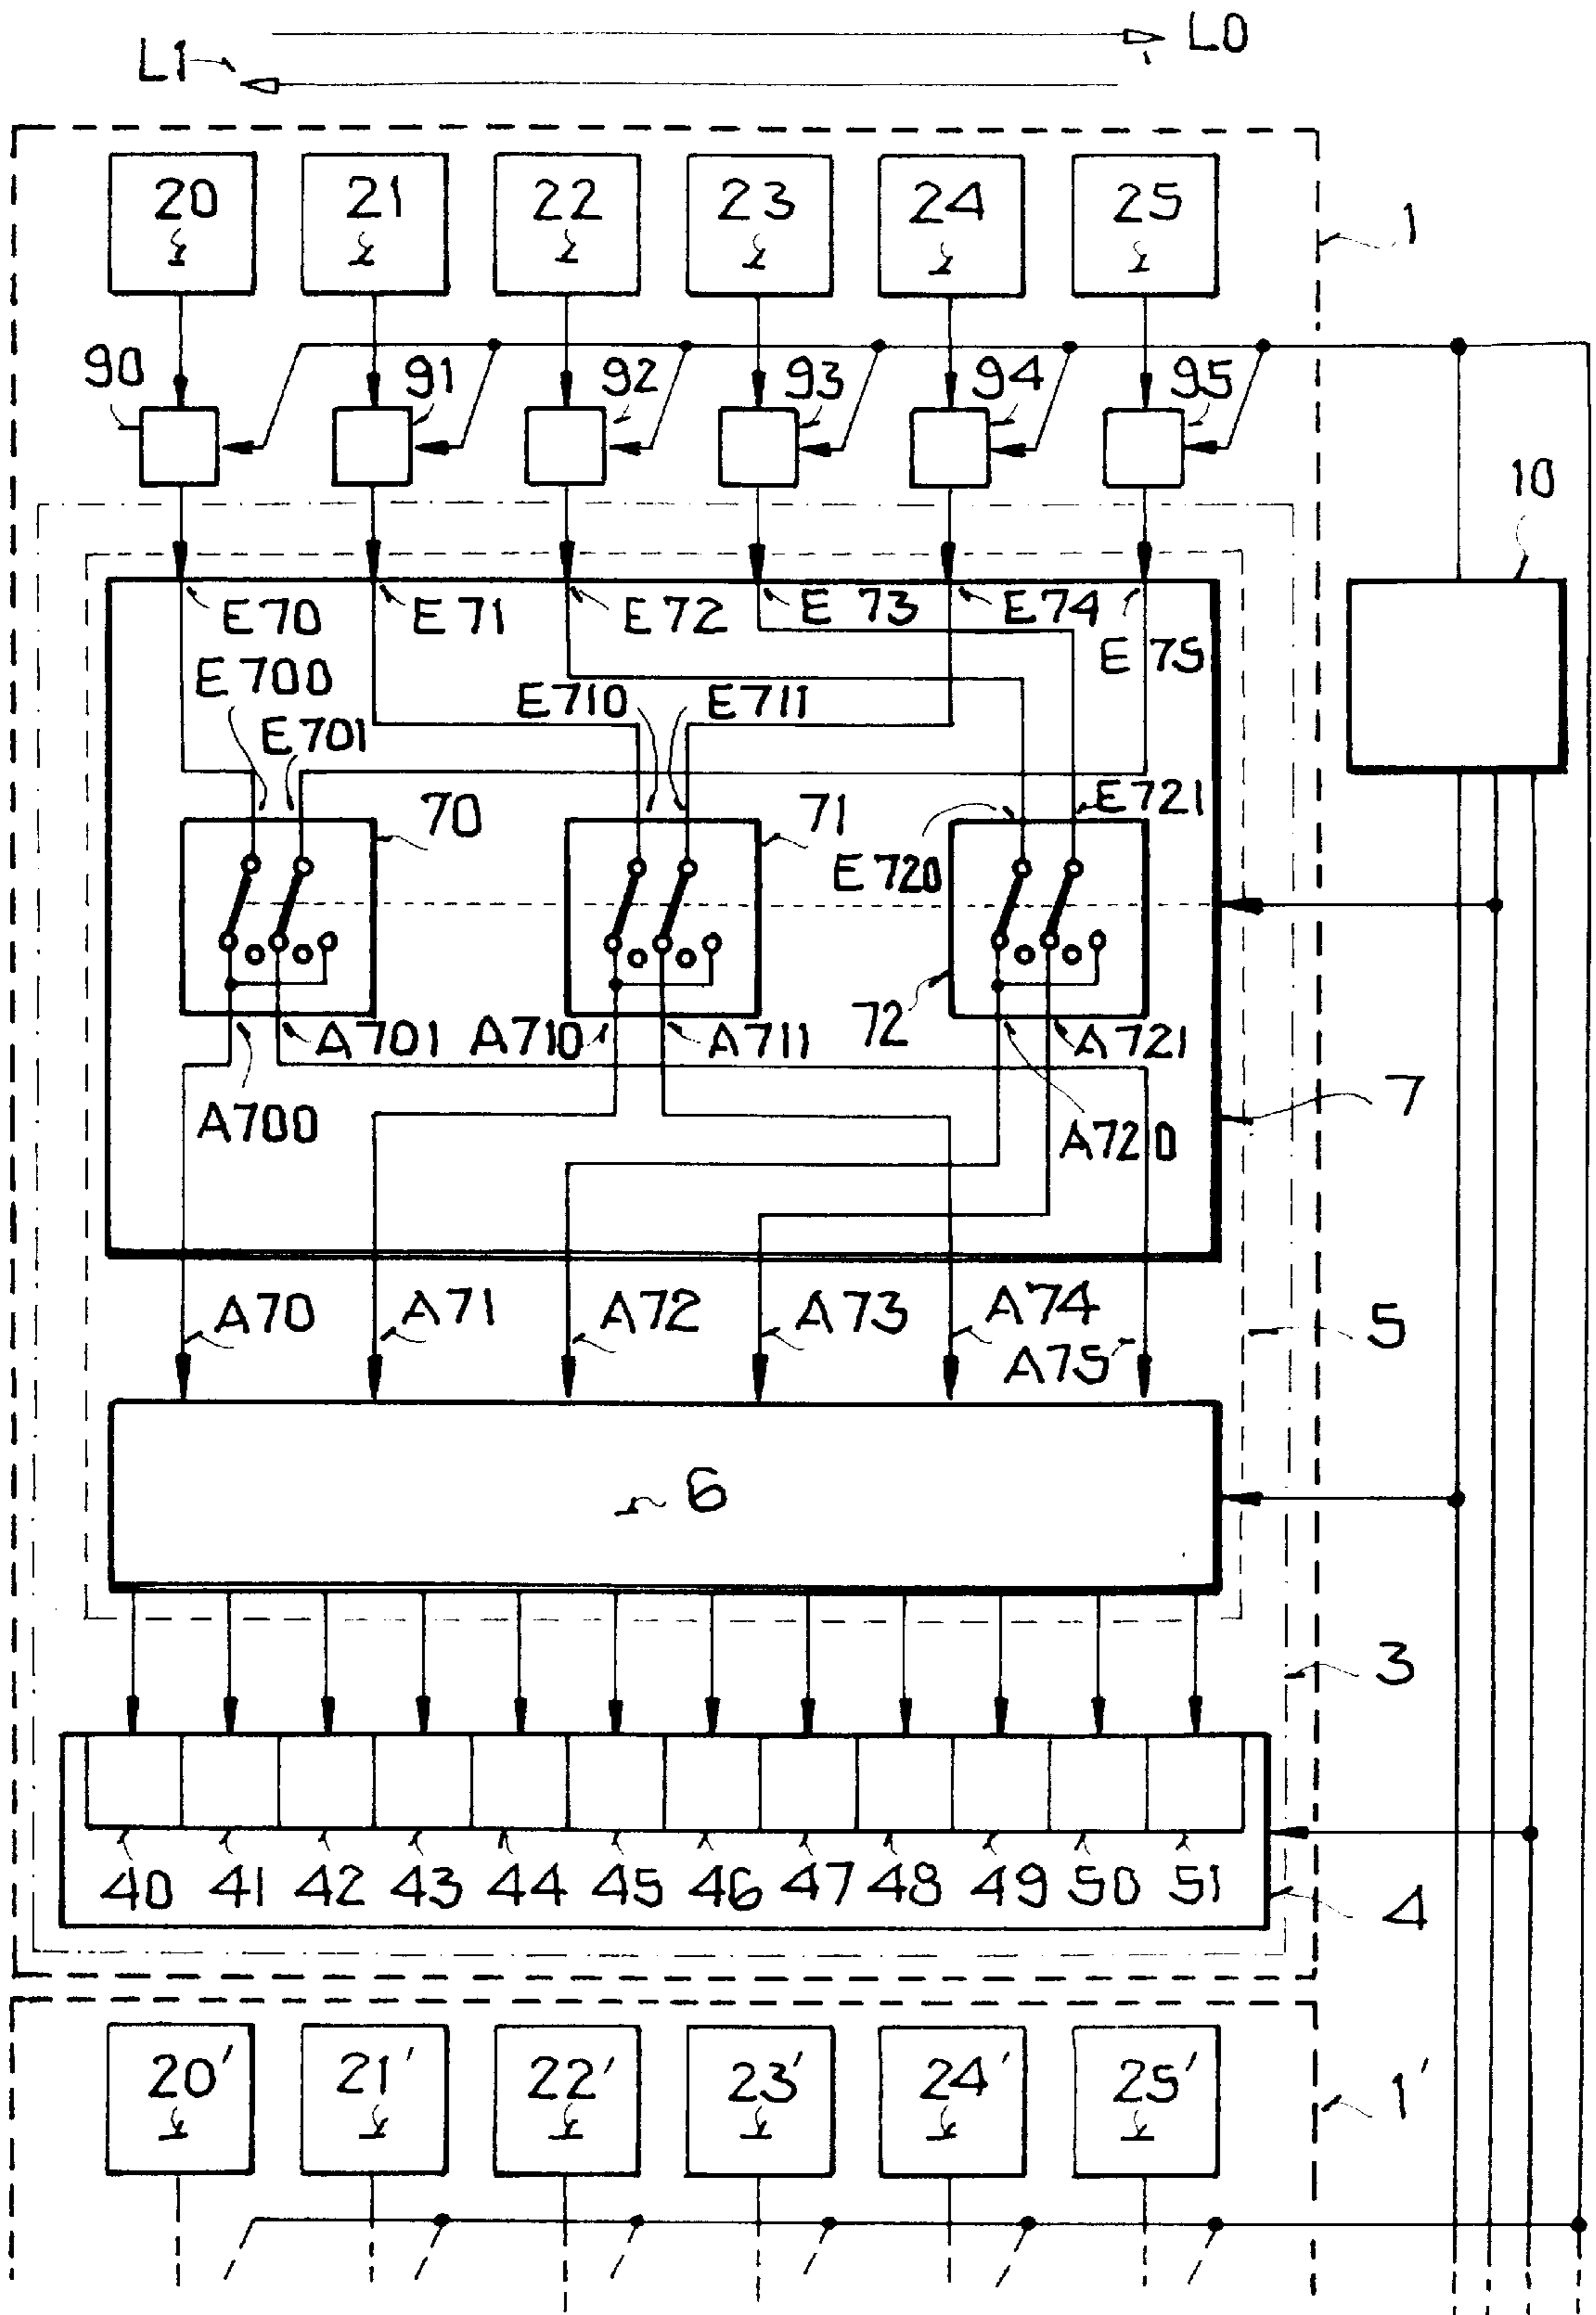 L1 L0
20 21 22 23 24 25
1
90 91 92 93 94 95
10
E70 E71 E72 E73 E74 E75
E700 E701 E710 E711
70 71 E720 E721
72
A701 A710 A711 A721
A700 A720
7
A70 A71 A72 A73 A74 A75
5
6
3
40 41 42 43 44 45 46 47 48 49 50 51
4
20' 21' 22' 23' 24' 25'
1'